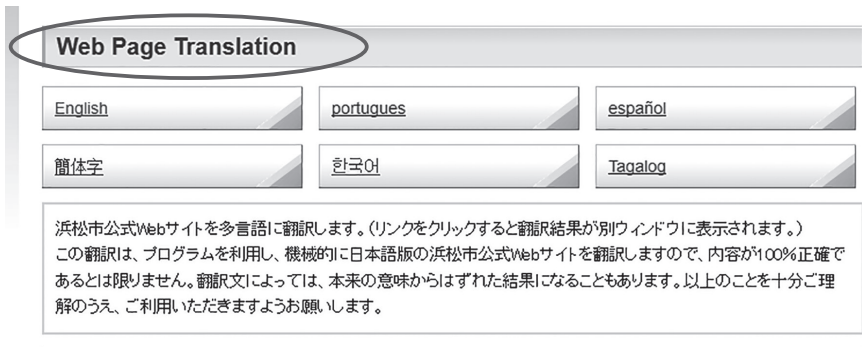 Web Page Translation
English portugues español
簡体字 한국어 Tagalog
浜松市公式Webサイトを多言語に翻訳します。（リンクをクリックすると翻訳結果が別ウィンドウに表示されます。）
この翻訳は、プログラムを利用し、機械的に日本語版の浜松市公式Webサイトを翻訳しますので、内容が100%正確で
あるとは限りません。翻訳文によっては、本来の意味からはずれた結果になることもあります。以上のことを十分ご理
解のうえ、ご利用いただきますようお願いします。